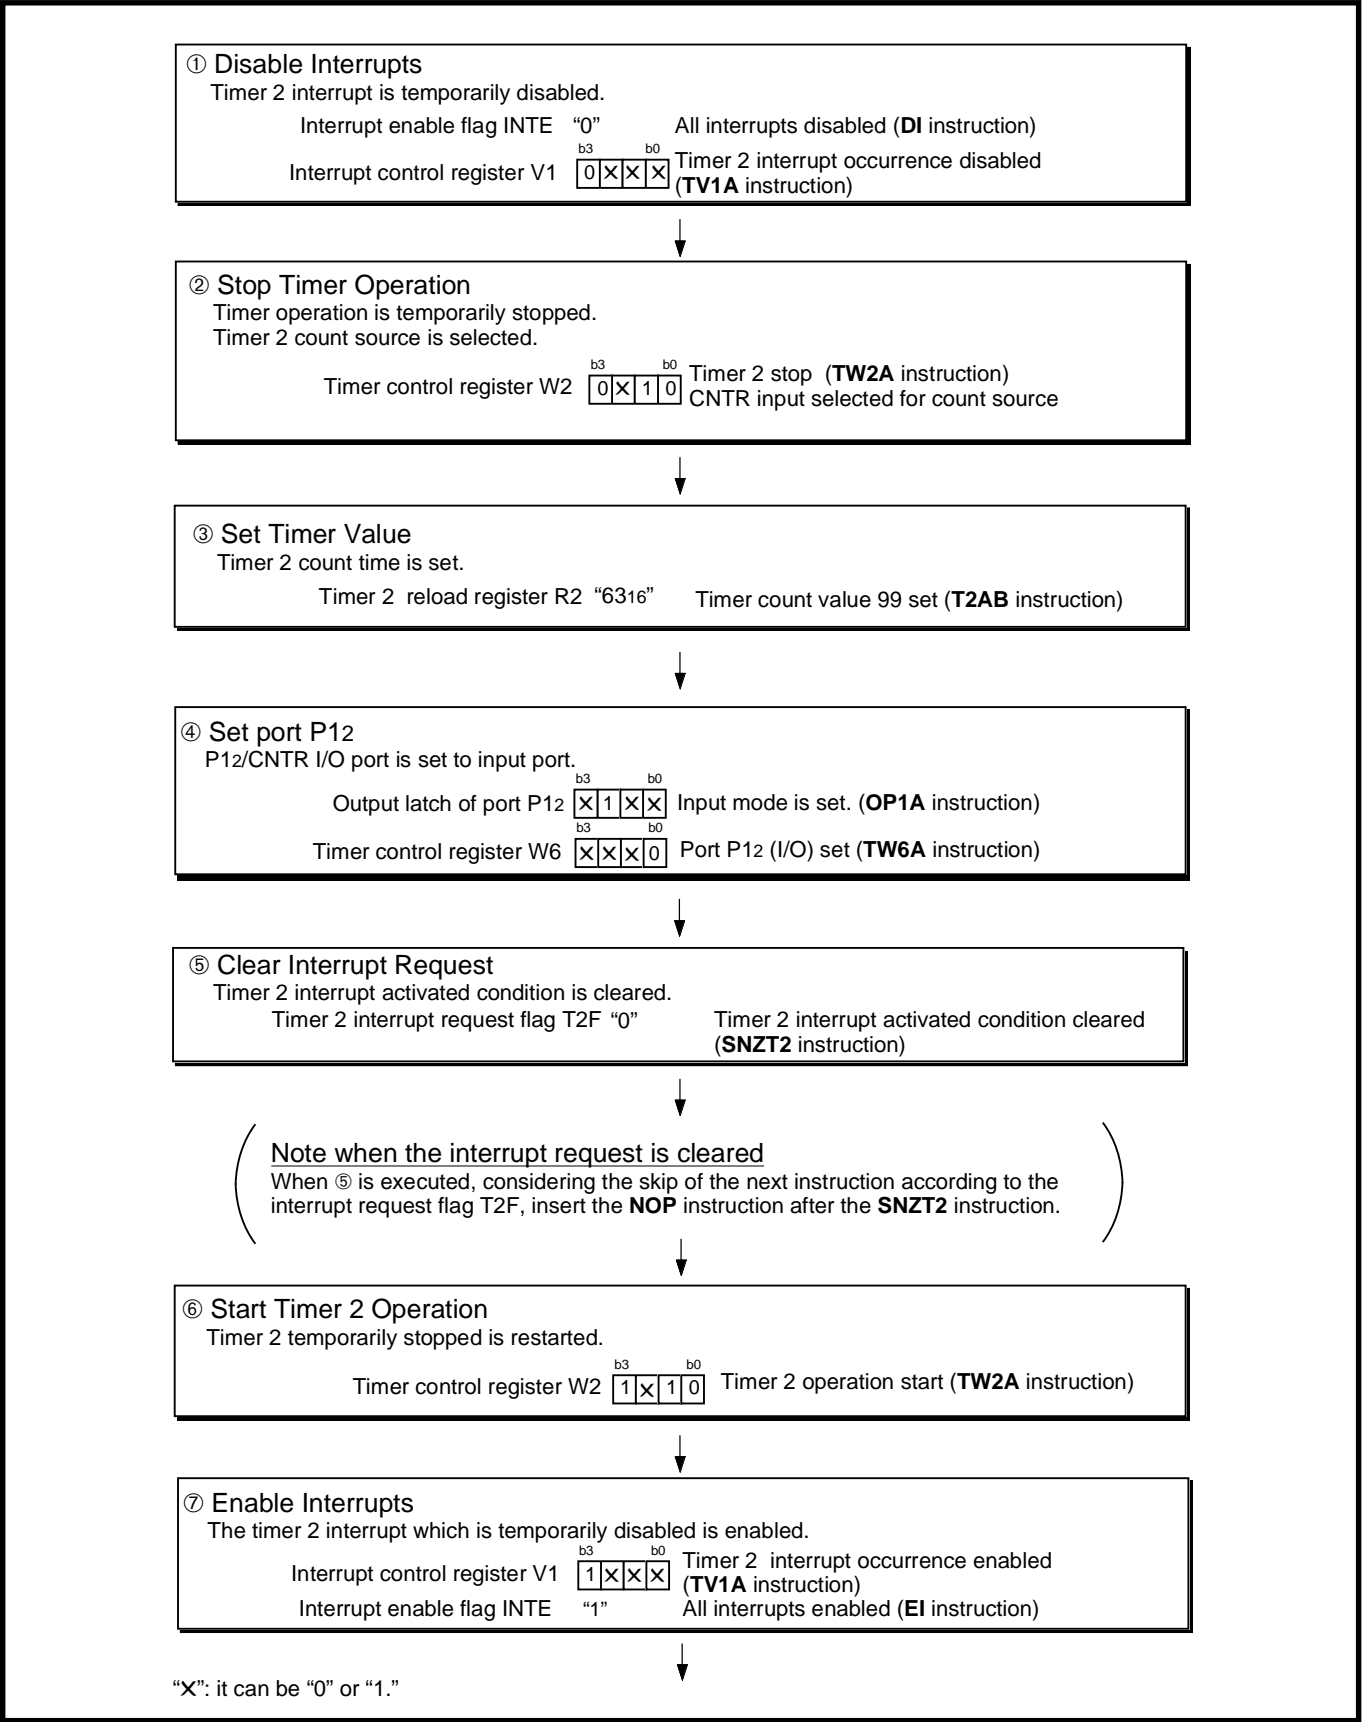 ① Disable Interrupts
Timer 2 interrupt is temporarily disabled.
Interrupt enable flag INTE “0” All interrupts disabled (DI instruction)
b3 b0
Interrupt control register V1 0 X X X Timer 2 interrupt occurrence disabled
(TV1A instruction)
② Stop Timer Operation
Timer operation is temporarily stopped.
Timer 2 count source is selected.
b3 b0
Timer control register W2 0 X 1 0 Timer 2 stop (TW2A instruction)
CNTR input selected for count source
③ Set Timer Value
Timer 2 count time is set.
Timer 2 reload register R2 “6316” Timer count value 99 set (T2AB instruction)
④ Set port P12
P12/CNTR I/O port is set to input port.
b3 b0
Output latch of port P12 X 1 X X Input mode is set. (OP1A instruction)
b3 b0
Timer control register W6 X X X 0 Port P12 (I/O) set (TW6A instruction)
⑤ Clear Interrupt Request
Timer 2 interrupt activated condition is cleared.
Timer 2 interrupt request flag T2F “0” Timer 2 interrupt activated condition cleared
(SNZT2 instruction)
Note when the interrupt request is cleared
When ⑤ is executed, considering the skip of the next instruction according to the
interrupt request flag T2F, insert the NOP instruction after the SNZT2 instruction.
⑥ Start Timer 2 Operation
Timer 2 temporarily stopped is restarted.
b3 b0
Timer control register W2 1 X 1 0 Timer 2 operation start (TW2A instruction)
⑦ Enable Interrupts
The timer 2 interrupt which is temporarily disabled is enabled.
b3 b0
Interrupt control register V1 1 X X X Timer 2 interrupt occurrence enabled
(TV1A instruction)
Interrupt enable flag INTE “1” All interrupts enabled (EI instruction)
“X”: it can be “0” or “1.”